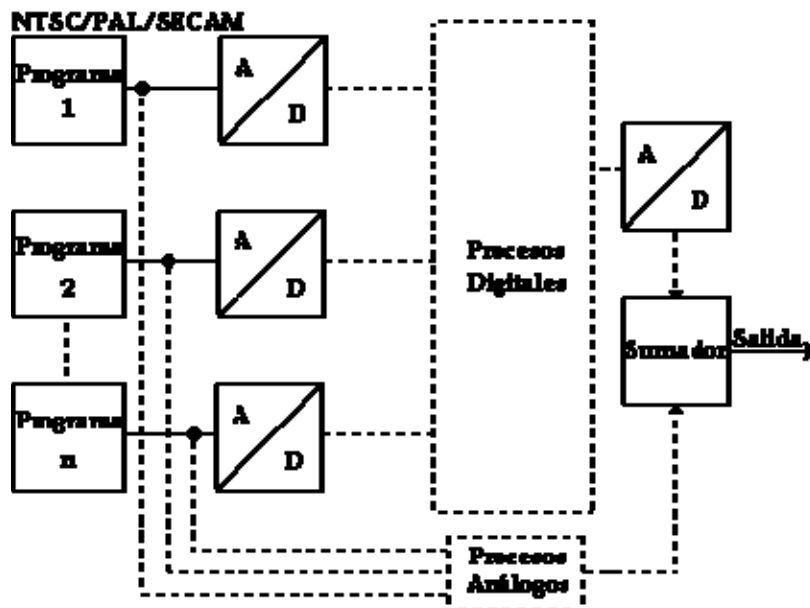 NTSC/PAL/SECAM
Programa
1
A
D
Programa
2
A
D
Programa
n
A
D
Procesos
Digitales
A
D
Sumador
Salida
Procesos
Análogos